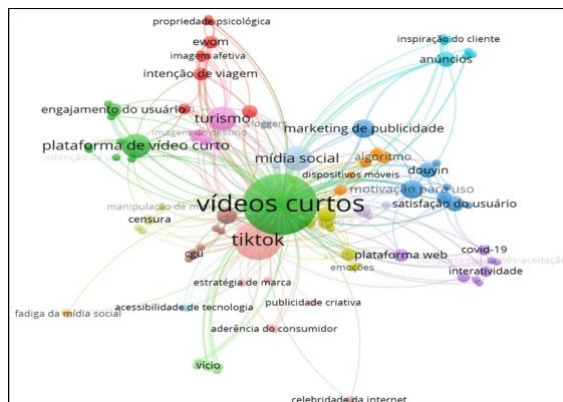 propriedade psicológica
ewom
imagem afetiva
intenção de viagem
inspiração do cliente
anúncios
engajamento do usuário
turismo
vloggers
marketing de publicidade
plataforma de vídeo curto
mídia social
algoritmo
dispositivos móveis
douyin
motivação para uso
vídeos curtos
satisfação do usuário
censura
tiktok
covid-19
cgu
plataforma web
emoções
interatividade
estratégia de marca
publicidade criativa
fadiga da mídia social
acessibilidade de tecnologia
aderência do consumidor
vício
celebridade da internet